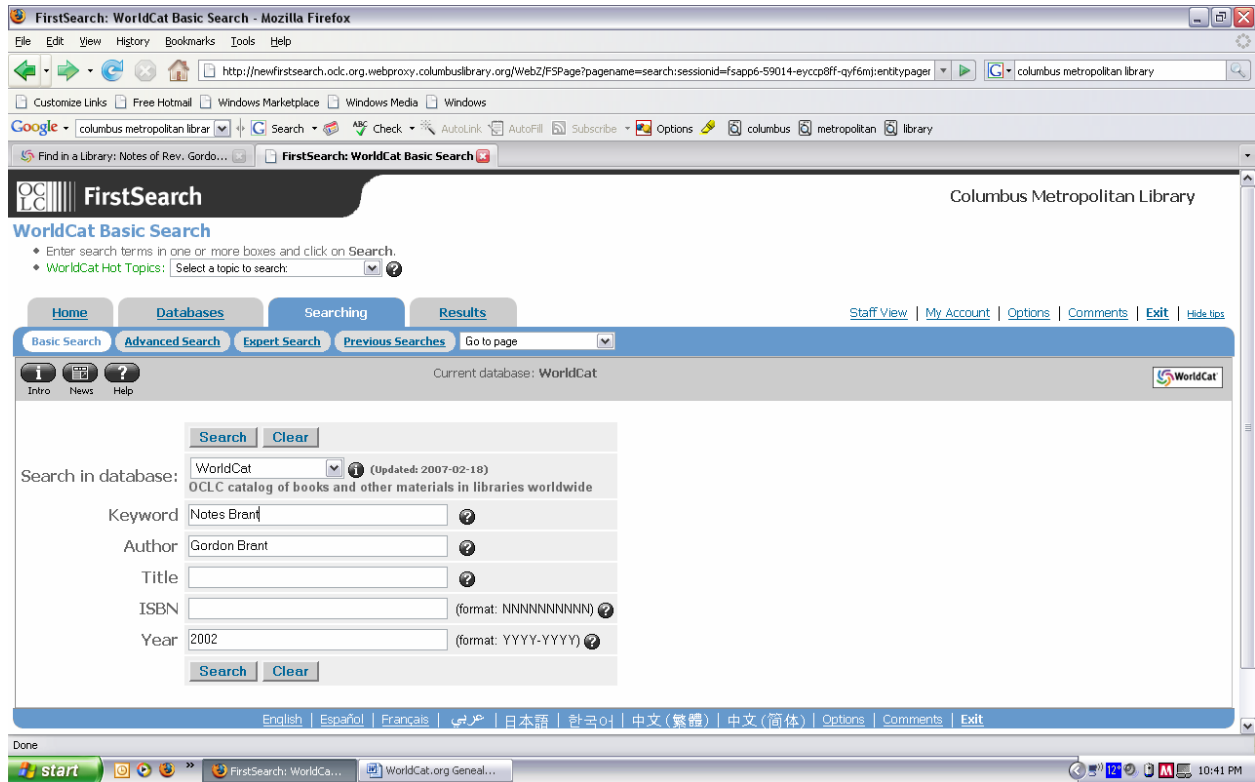 FirstSearch: WorldCat Basic Search - Mozilla Firefox
File Edit View History Bookmarks Tools Help
http://newfirstsearch.oclc.org.webproxy.columbuslibrary.org/WebZ/FSPage?pagename=search:sessionid=fsapp6-59014-eyccp8ff-qyf6mj:entitypager G columbus metropolitan library
Customize Links Free Hotmail Windows Marketplace Windows Media Windows
Google columbus metropolitan librar G Search ABC Check AutoLink AutoFill Subscribe Options columbus metropolitan library
Find in a Library: Notes of Rev. Gordo... FirstSearch: WorldCat Basic Search
OCLC FirstSearch Columbus Metropolitan Library
WorldCat Basic Search
Enter search terms in one or more boxes and click on Search.
WorldCat Hot Topics: Select a topic to search: ?
Home Databases Searching Results Staff View | My Account | Options | Comments | Exit | Hide tips
Basic Search Advanced Search Expert Search Previous Searches Go to page
i ? Current database: WorldCat WorldCat
Intro News Help
Search Clear
Search in database: WorldCat i (Updated: 2007-02-18)
OCLC catalog of books and other materials in libraries worldwide
Keyword Notes Brant ?
Author Gordon Brant ?
Title ?
ISBN (format: NNNNNNNNNN) ?
Year 2002 (format: YYYY-YYYY) ?
Search Clear
English | Español | Français | عربي | 日本語 | 한국어 | 中文(繁體) | 中文(简体) | Options | Comments | Exit
Done
start » FirstSearch: WorldCa... WorldCat.org Geneal... 12° M 10:41 PM